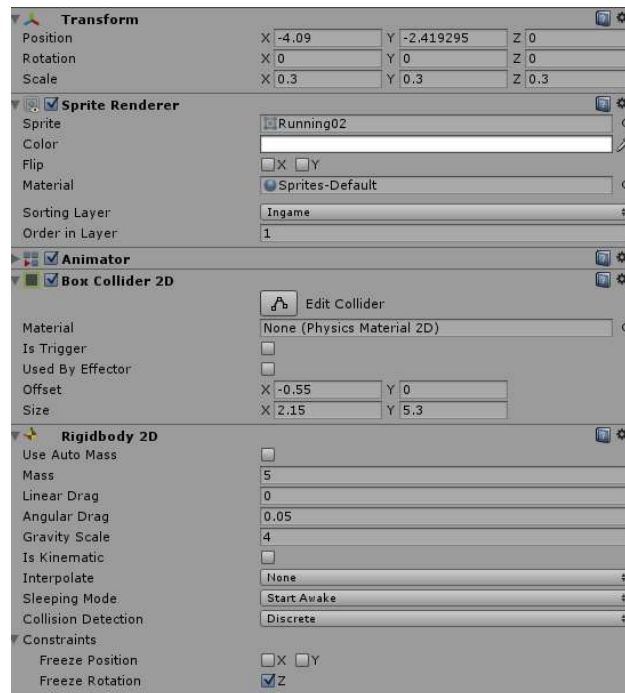 Transform
Position X -4.09 Y -2.419295 Z 0
Rotation X 0 Y 0 Z 0
Scale X 0.3 Y 0.3 Z 0.3
Sprite Renderer
Sprite Running02
Color
Flip X Y
Material Sprites-Default
Sorting Layer Ingame
Order in Layer 1
Animator
Box Collider 2D
Edit Collider
Material None (Physics Material 2D)
Is Trigger
Used By Effector
Offset X -0.55 Y 0
Size X 2.15 Y 5.3
Rigidbody 2D
Use Auto Mass
Mass 5
Linear Drag 0
Angular Drag 0.05
Gravity Scale 4
Is Kinematic
Interpolate None
Sleeping Mode Start Awake
Collision Detection Discrete
Constraints
Freeze Position X Y
Freeze Rotation Z